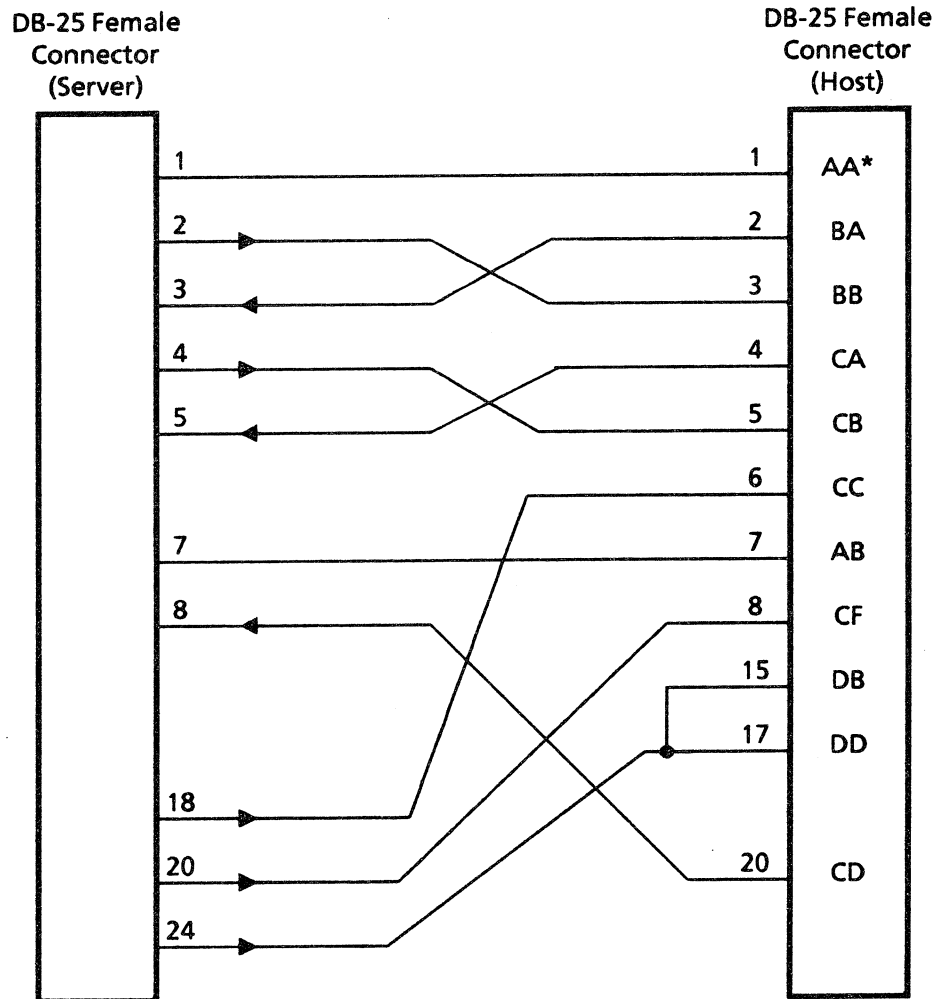 DB-25 Female
Connector
(Server)
DB-25 Female
Connector
(Host)
1 1 AA*
2 2 BA
3 3 BB
4 4 CA
5 5 CB
6 CC
7 7 AB
8 8 CF
15 DB
17 DD
18
20 20 CD
24